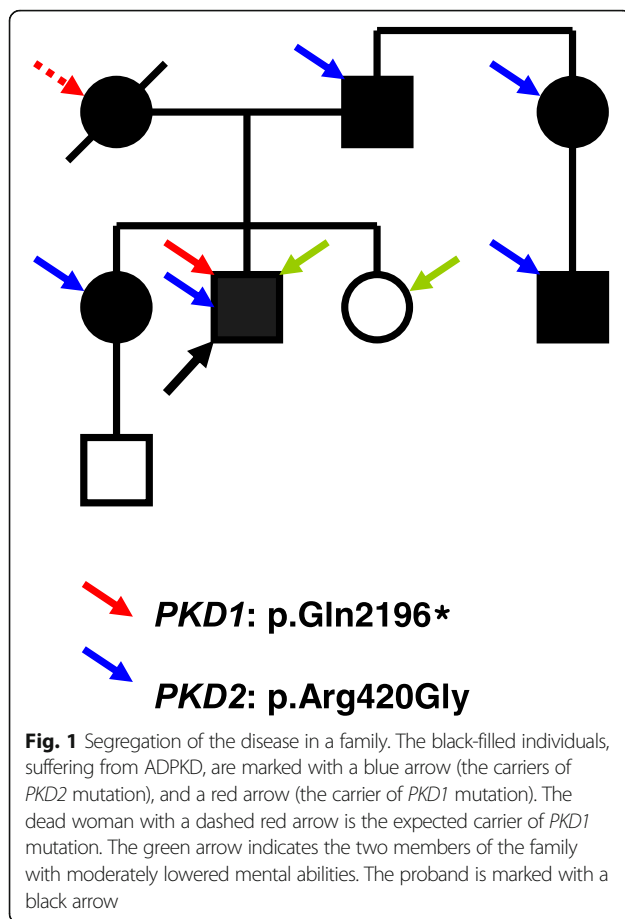 PKD1: p.Gln2196*
PKD2: p.Arg420Gly
Fig. 1 Segregation of the disease in a family. The black-filled individuals,
suffering from ADPKD, are marked with a blue arrow (the carriers of
PKD2 mutation), and a red arrow (the carrier of PKD1 mutation). The
dead woman with a dashed red arrow is the expected carrier of PKD1
mutation. The green arrow indicates the two members of the family
with moderately lowered mental abilities. The proband is marked with a
black arrow